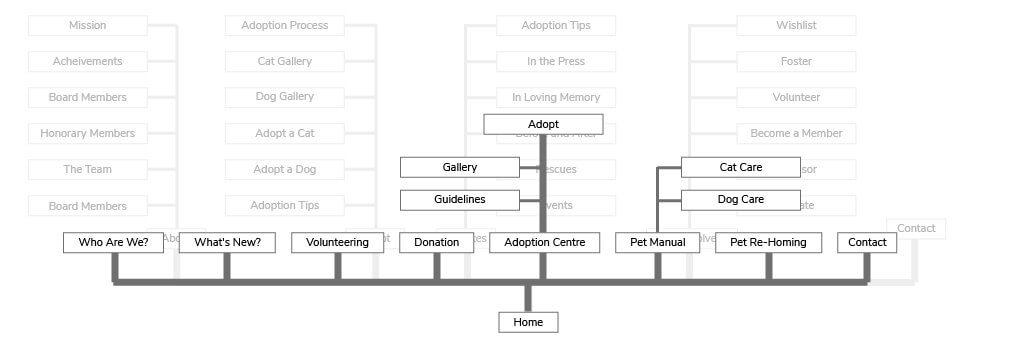 Mission
Adoption Process
Adoption Tips
Wishlist
Acheivements
Cat Gallery
In the Press
Foster
Board Members
Dog Gallery
In Loving Memory
Volunteer
Adopt
Honorary Members
Adopt a Cat
Become a Member
The Team
Adopt a Dog
Gallery
Cat Care
Board Members
Adoption Tips
Guidelines
Dog Care
Contact
Who Are We?
What's New?
Volunteering
Donation
Adoption Centre
Pet Manual
Pet Re-Homing
Contact
Home